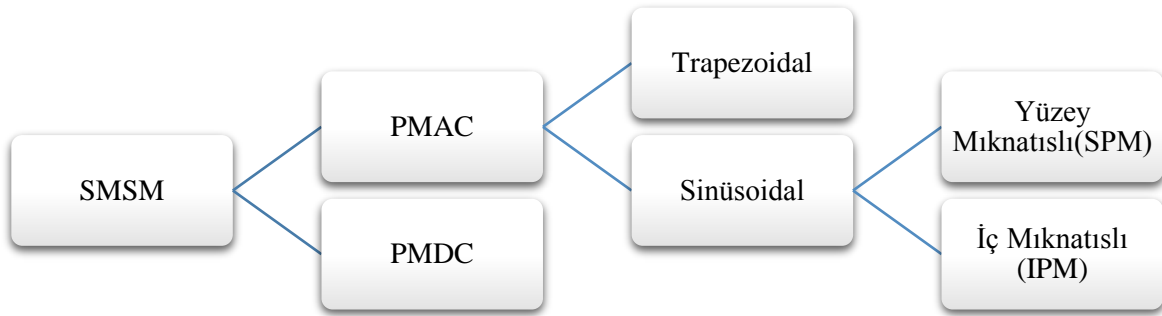 SMSM
PMAC
PMDC
Trapezoidal
Sinüsoidal
Yüzey
Mıknatıslı(SPM)
İç Mıknatıslı
(IPM)